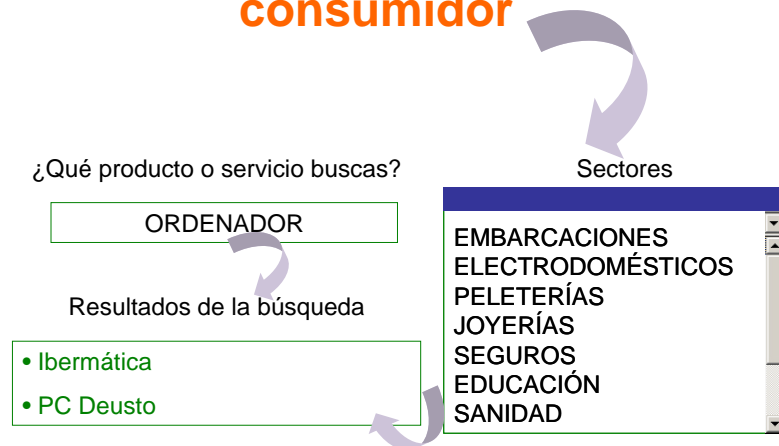 consumidor
¿Qué producto o servicio buscas?
ORDENADOR
Resultados de la búsqueda
• Ibermática
• PC Deusto
Sectores
EMBARCACIONES
ELECTRODOMÉSTICOS
PELETERÍAS
JOYERÍAS
SEGUROS
EDUCACIÓN
SANIDAD